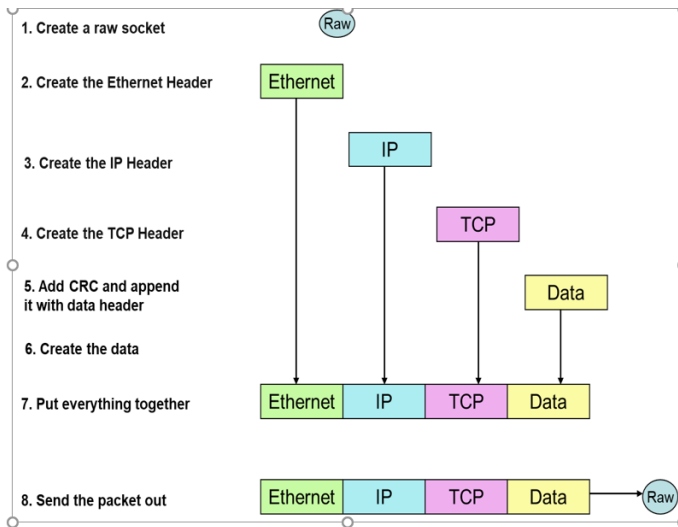 1. Create a raw socket
Raw
2. Create the Ethernet Header
Ethernet
3. Create the IP Header
IP
4. Create the TCP Header
TCP
5. Add CRC and append
it with data header
Data
6. Create the data
7. Put everything together
Ethernet IP TCP Data
8. Send the packet out
Ethernet IP TCP Data Raw